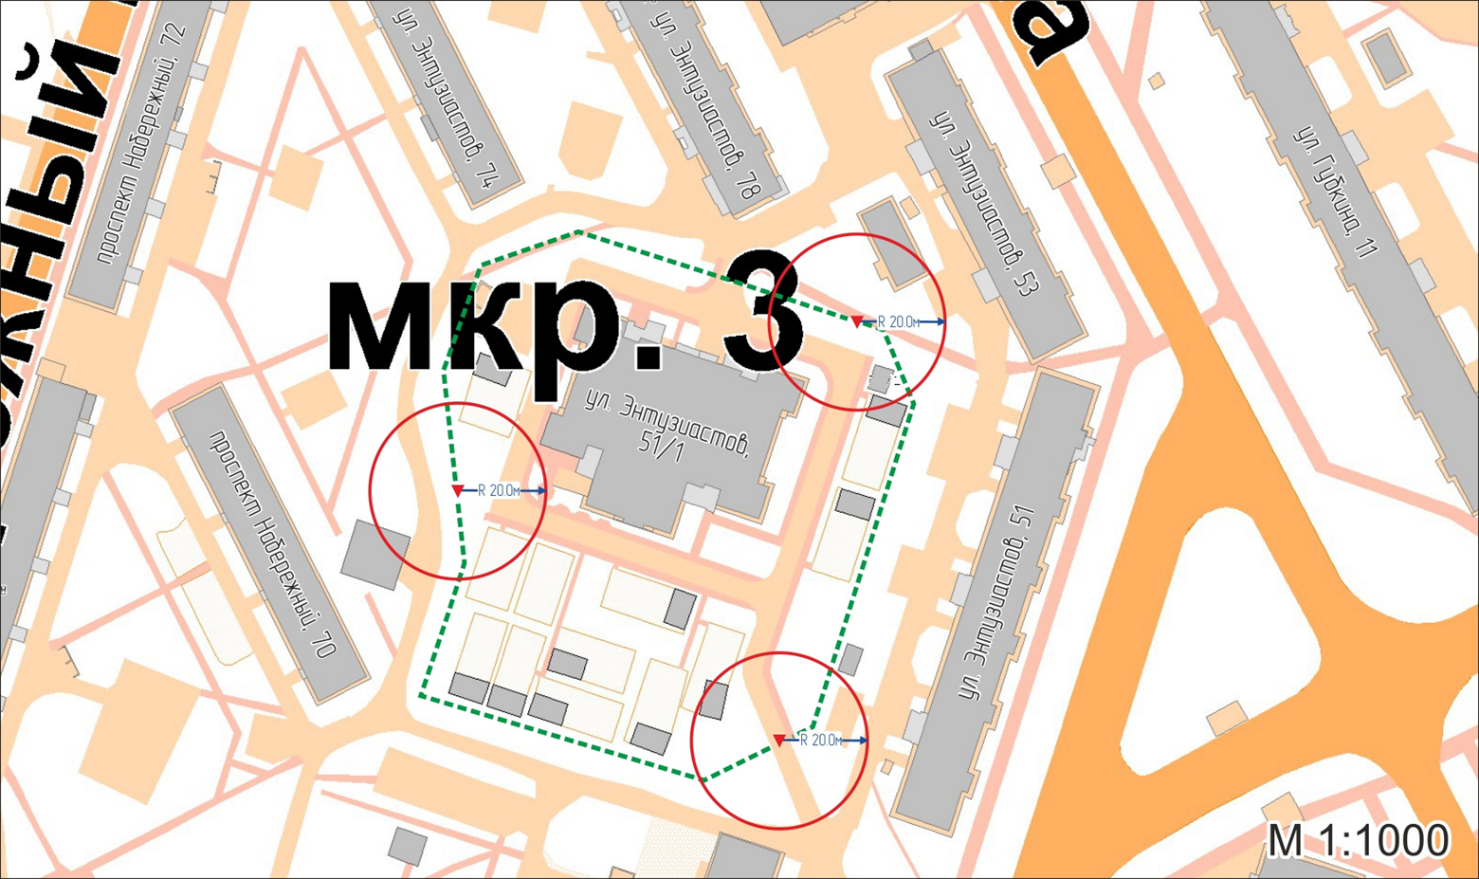 проспект Набережный, 72
ул. Энтузиастов, 74
ул. Энтузиастов, 78
ул. Энтузиастов, 53
ул. Губкина, 11
мкр. 3
R 20.0м
ул. Энтузиастов,
51/1
R 20.0м
проспект Набережный, 70
ул. Энтузиастов, 51
R 20.0м
М 1:1000